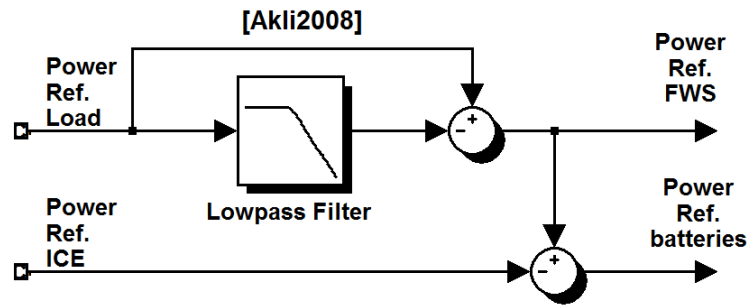 [Akli2008]
Power
Ref.
Load
Power
Ref.
FWS
Lowpass Filter
-
+
Power
Ref.
ICE
Power
Ref.
batteries
-
+